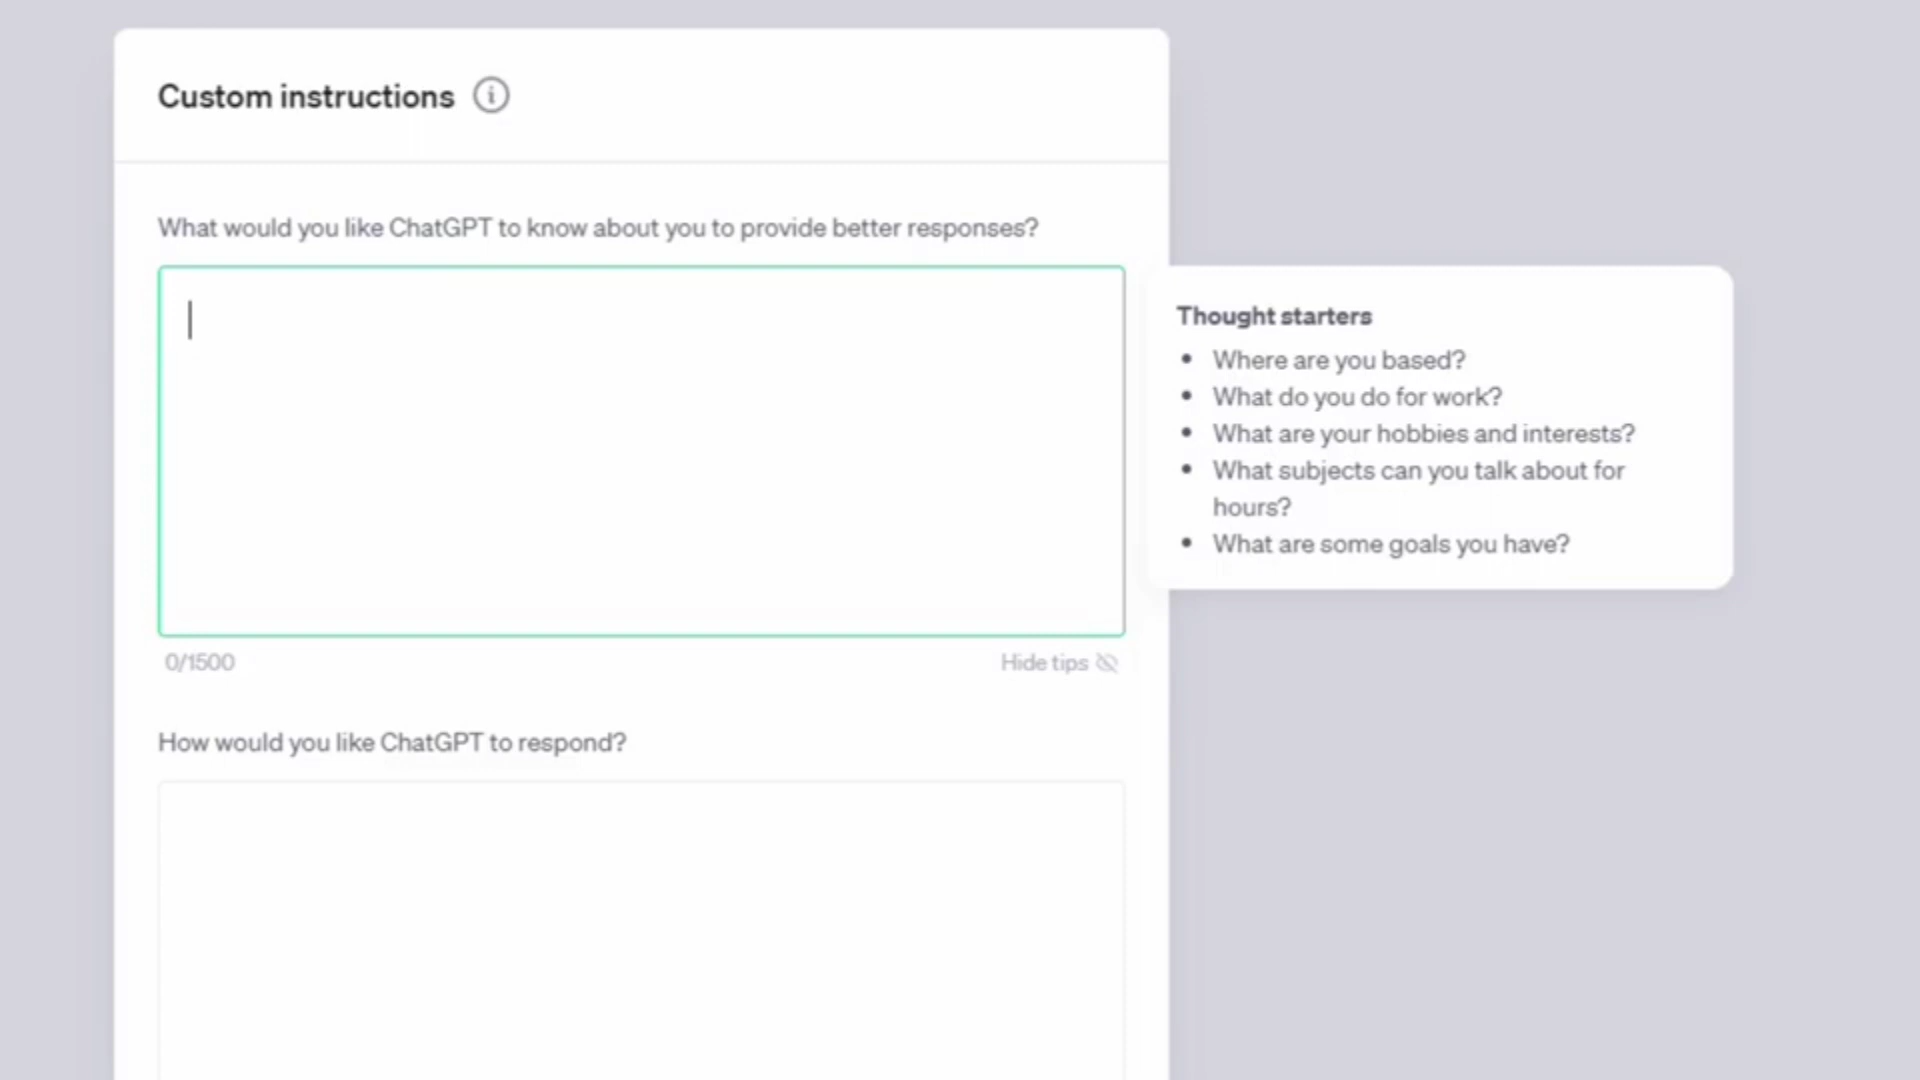 Custom instructions
What would you like ChatGPT to know about you to provide better responses?
Thought starters
• Where are you based?
• What do you do for work?
• What are your hobbies and interests?
• What subjects can you talk about for
hours?
• What are some goals you have?
0/1500
Hide tips
How would you like ChatGPT to respond?